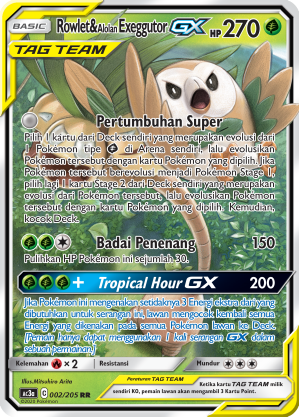 BASIC
Rowlet&Alolan Exeggutor GX HP 270
TAG TEAM
Pertumbuhan Super
Pilih 1 kartu dari Deck sendiri yang merupakan evolusi dari
1 Pokémon tipe di Arena sendiri, lalu evolusikan
Pokémon tersebut dengan kartu Pokémon yang dipilih. Jika
Pokémon tersebut berevolusi menjadi Pokémon Stage 1,
pilih lagi 1 kartu Stage 2 dari Deck sendiri yang merupakan
evolusi dari Pokémon tersebut, lalu evolusikan Pokémon
tersebut dengan kartu Pokémon yang dipilih. Kemudian,
kocok Deck.
Badai Penenang 150
Pulihkan HP Pokémon ini sejumlah 30.
+ Tropical Hour GX 200
Jika Pokémon ini mengenakan setidaknya 3 Energi ekstra dari yang
dibutuhkan untuk serangan ini, lawan mengocok kembali semua
Energi yang dikenakan pada semua Pokémon lawan ke Deck.
[Pemain hanya dapat menggunakan 1 kali serangan GX dalam
sebuah permainan.]
Kelemahan ×2 Resistansi Mundur
Illus. Mitsuhiro Arita
Peraturan TAG TEAM
Ketika kartu TAG TEAM milik
sendiri KO, pemain lawan akan mengambil 3 Kartu Point.
AC2a 002/205 RR